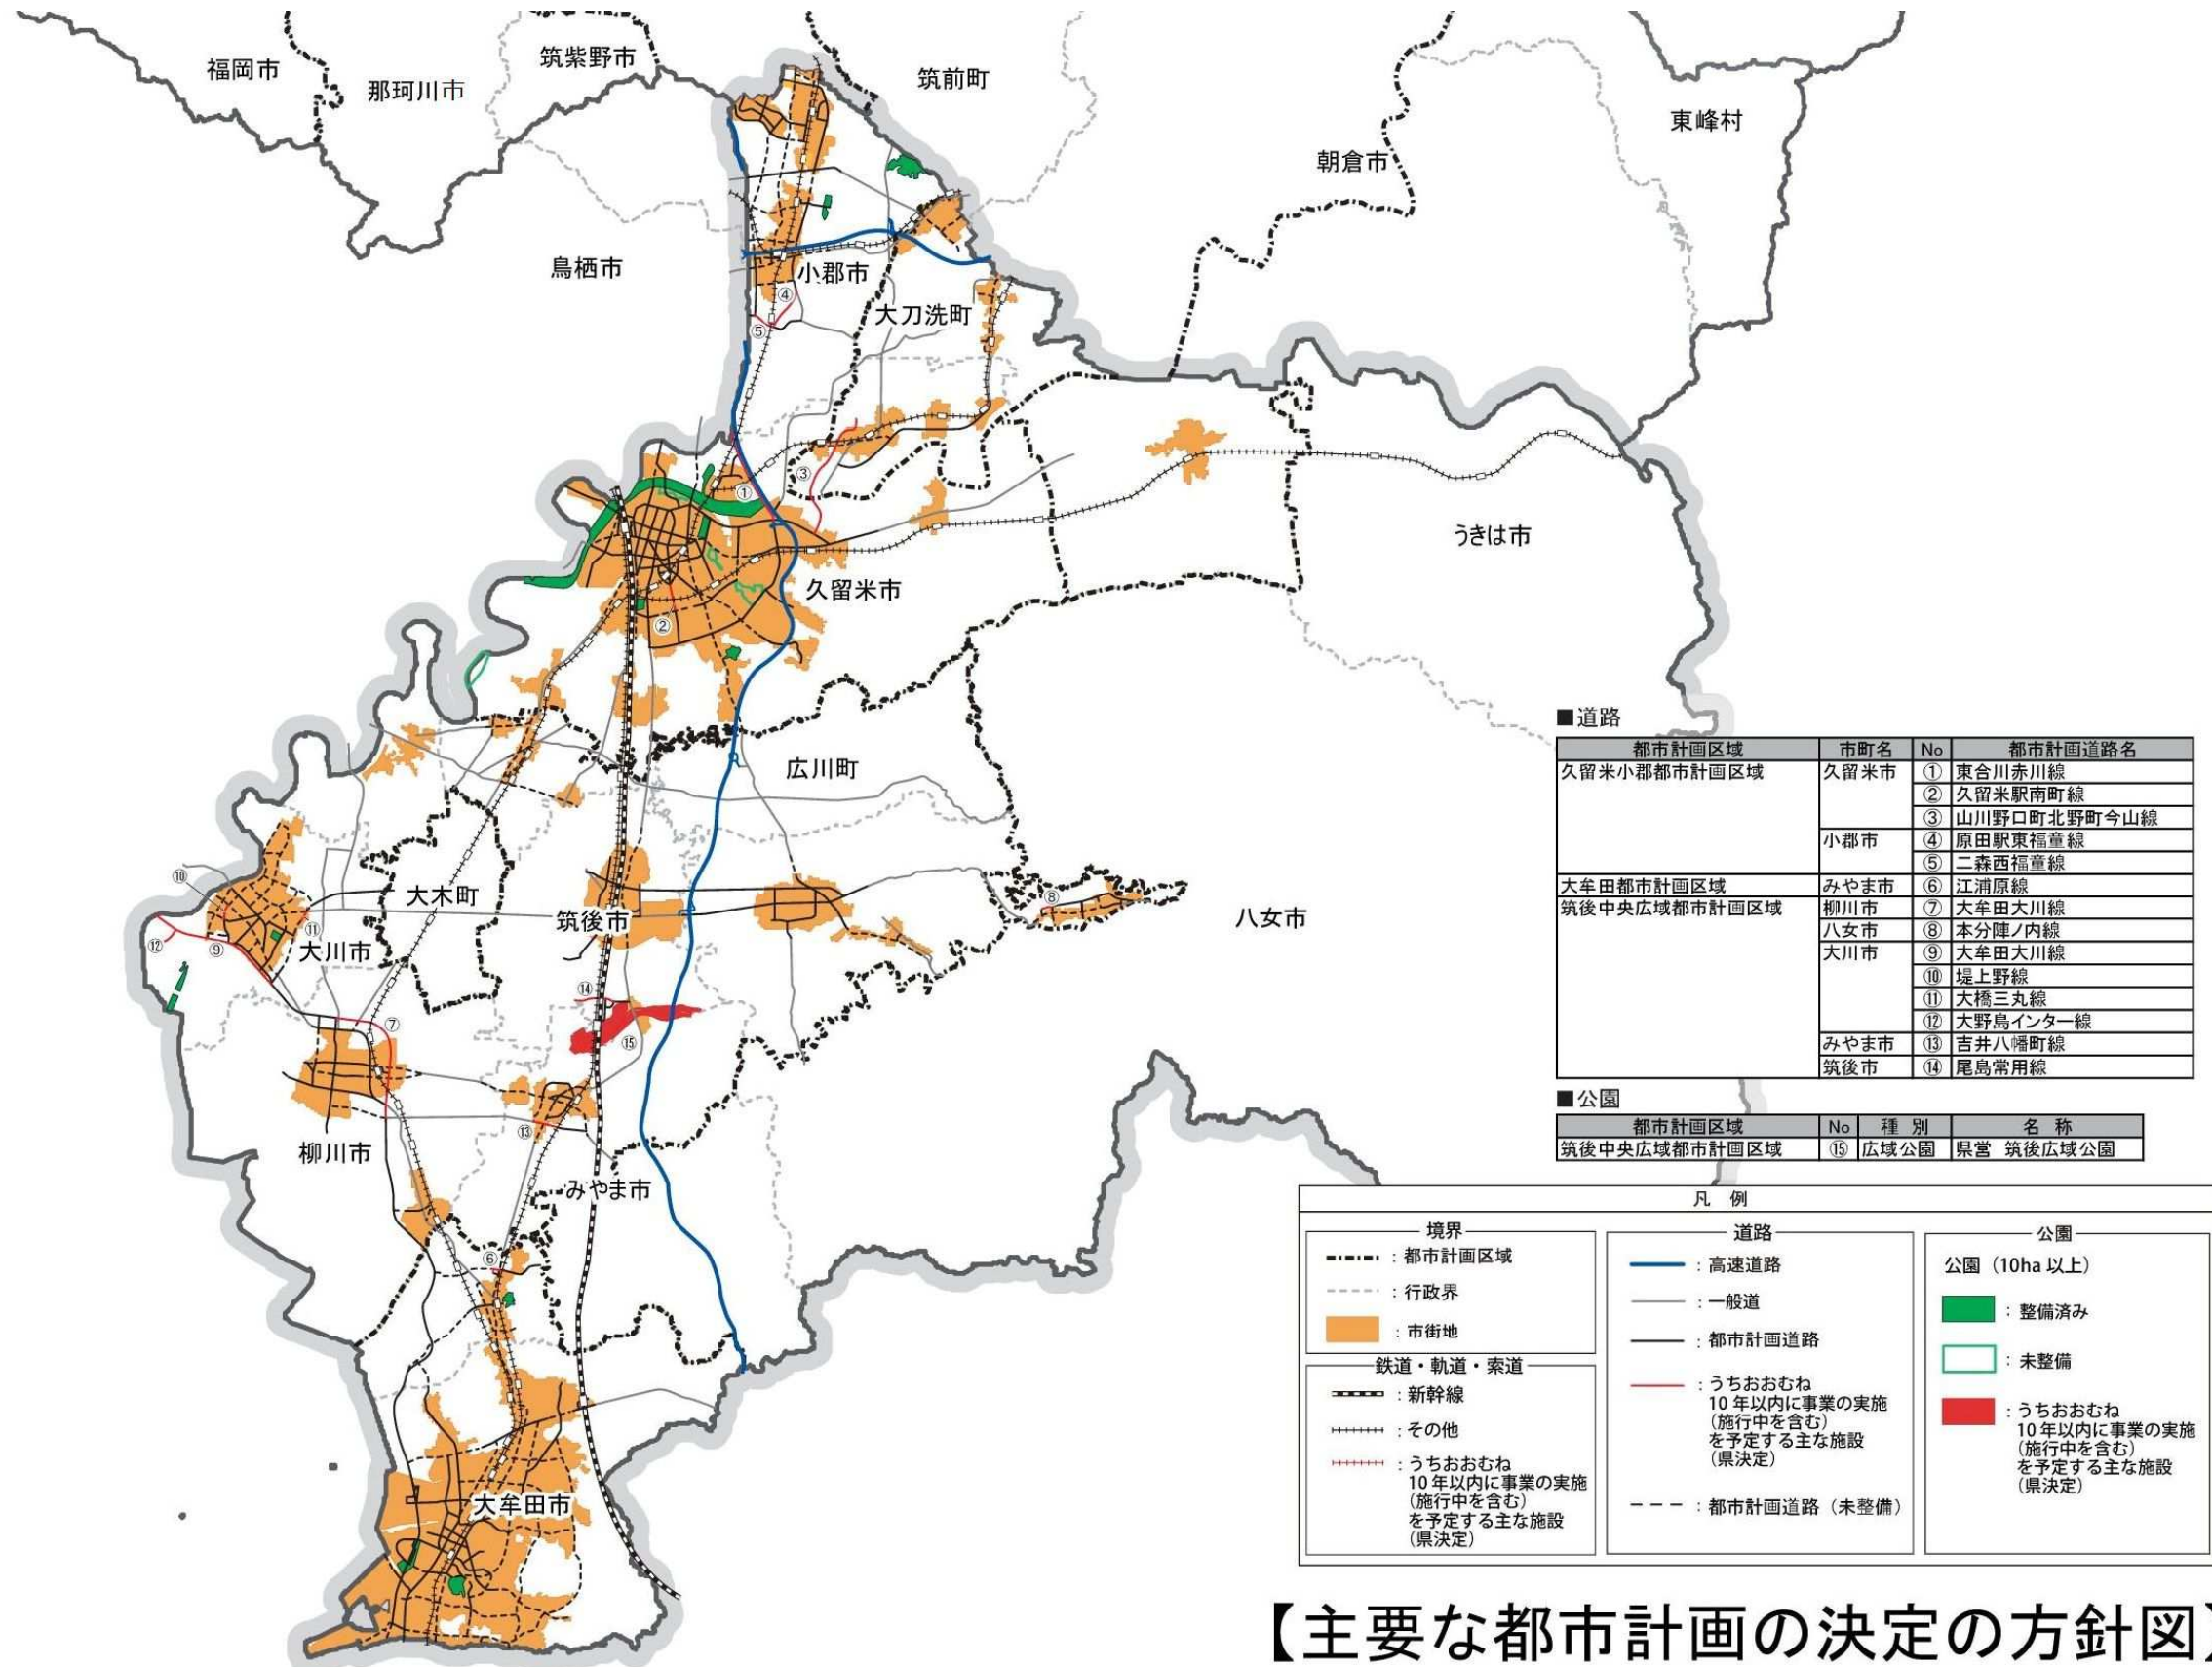 福岡市
那珂川市
筑紫野市
筑前町
東峰村
朝倉市
鳥栖市
小郡市
④
大刀洗町
⑤
③
①
うきは市
久留米市
②
広川町
⑩
大木町
⑧
筑後市
八女市
⑪
⑫
⑨
大川市
⑭
⑦
⑮
⑬
柳川市
みやま市
⑥
大牟田市
■道路
都市計画区域 市町名 No 都市計画道路名
久留米小郡都市計画区域 久留米市 ① 東合川赤川線
② 久留米駅南町線
③ 山川野口町北野町今山線
小郡市 ④ 原田駅東福童線
⑤ 二森西福童線
大牟田都市計画区域 みやま市 ⑥ 江浦原線
筑後中央広域都市計画区域 柳川市 ⑦ 大牟田大川線
八女市 ⑧ 本分陣ノ内線
大川市 ⑨ 大牟田大川線
⑩ 堤上野線
⑪ 大橋三丸線
⑫ 大野島インター線
みやま市 ⑬ 吉井八幡町線
筑後市 ⑭ 尾島常用線
■公園
都市計画区域 No 種 別 名 称
筑後中央広域都市計画区域 ⑮ 広域公園 県営 筑後広域公園
凡 例
境界
：都市計画区域
：行政界
：市街地
鉄道・軌道・索道
：新幹線
：その他
：うちおおむね
10年以内に事業の実施
（施行中を含む）
を予定する主な施設
（県決定）
道路
：高速道路
：一般道
：都市計画道路
：うちおおむね
10年以内に事業の実施
（施行中を含む）
を予定する主な施設
（県決定）
：都市計画道路（未整備）
公園
公園（10ha以上）
：整備済み
：未整備
：うちおおむね
10年以内に事業の実施
（施行中を含む）
を予定する主な施設
（県決定）
【主要な都市計画の決定の方針図】